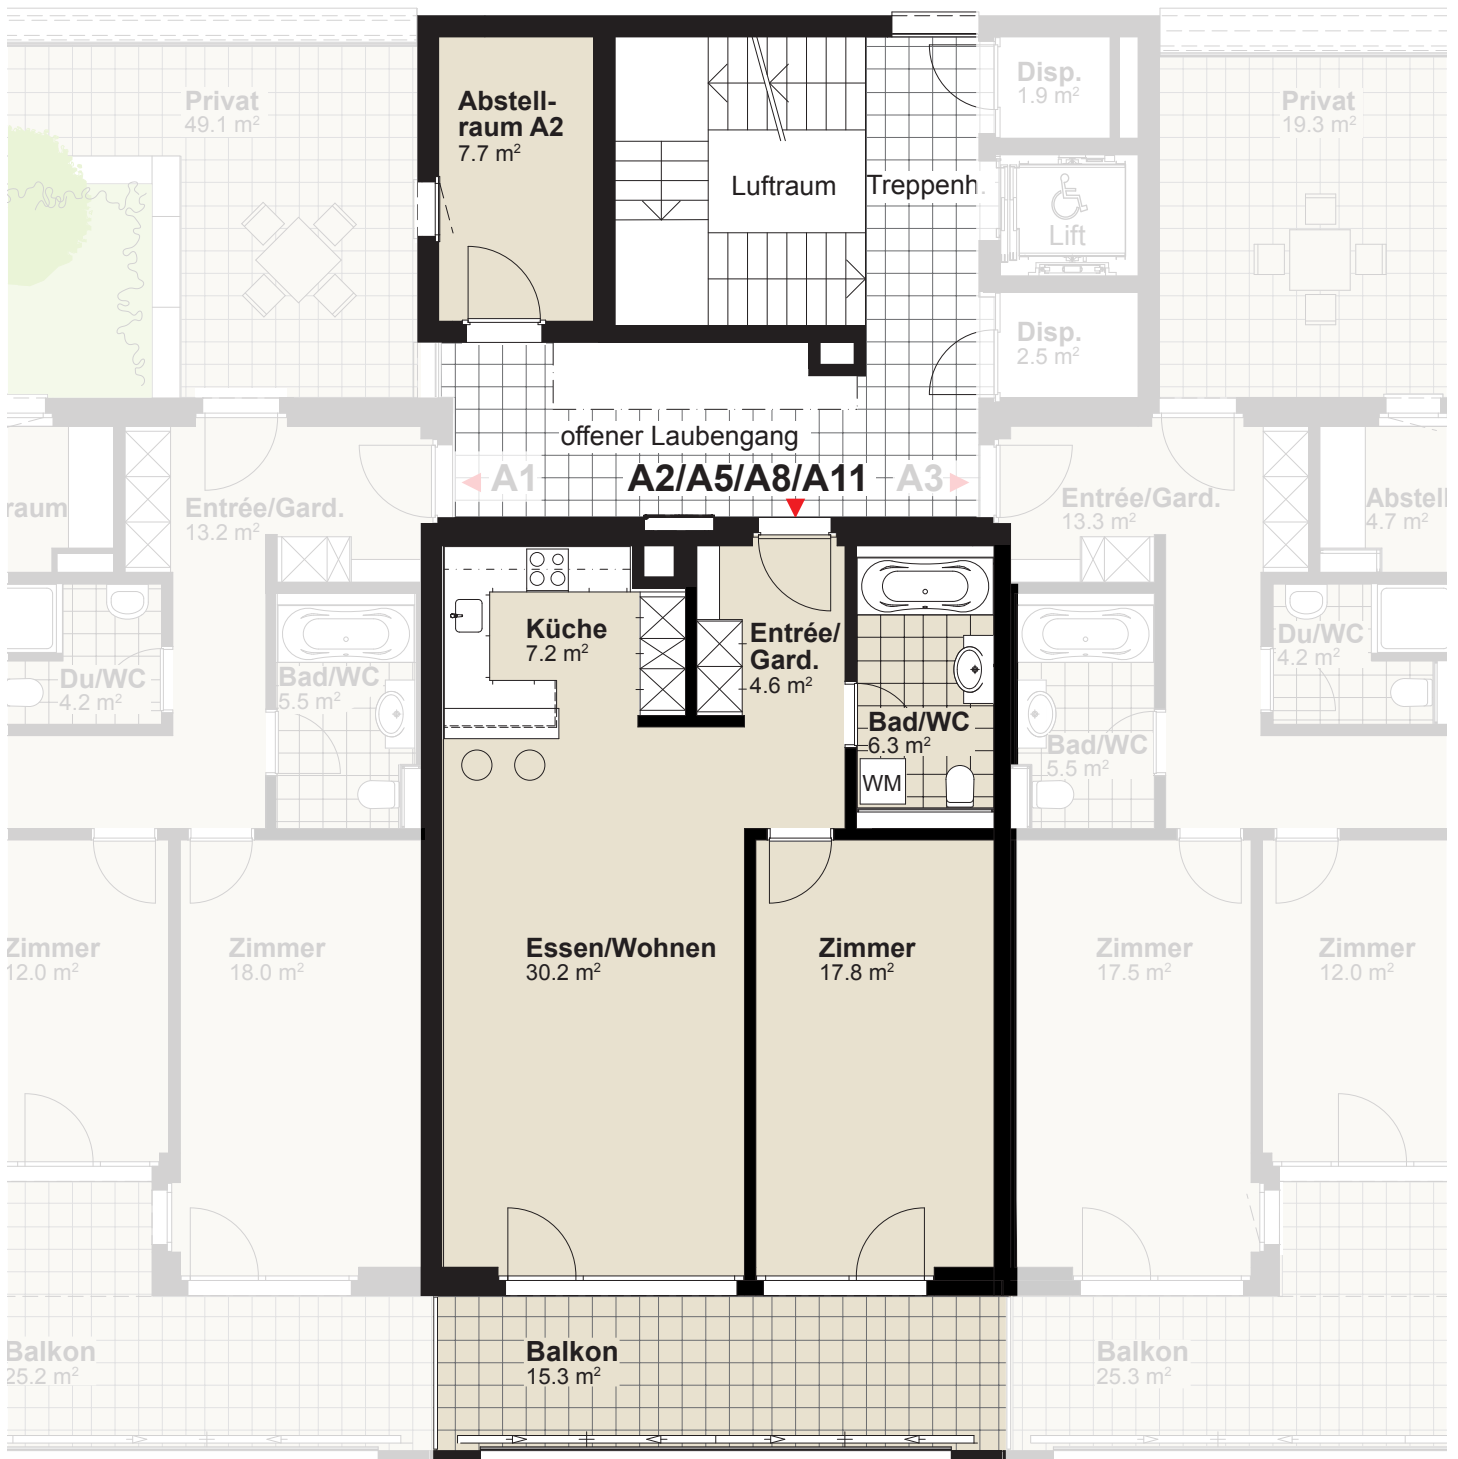 Privat
49.1 m²
Abstell-
raum A2
7.7 m²
Luftraum
Treppenh.
Disp.
1.9 m²
Lift
Disp.
2.5 m²
Privat
19.3 m²
offener Laubengang
A1
A2/A5/A8/A11
A3
raum
Entrée/Gard.
13.2 m²
Entrée/Gard.
13.3 m²
Abstell
4.7 m²
Du/WC
4.2 m²
Bad/WC
5.5 m²
Küche
7.2 m²
Entrée/
Gard.
4.6 m²
Bad/WC
6.3 m²
WM
Bad/WC
5.5 m²
Du/WC
4.2 m²
Zimmer
12.0 m²
Zimmer
18.0 m²
Essen/Wohnen
30.2 m²
Zimmer
17.8 m²
Zimmer
17.5 m²
Zimmer
12.0 m²
Balkon
25.2 m²
Balkon
15.3 m²
Balkon
25.3 m²